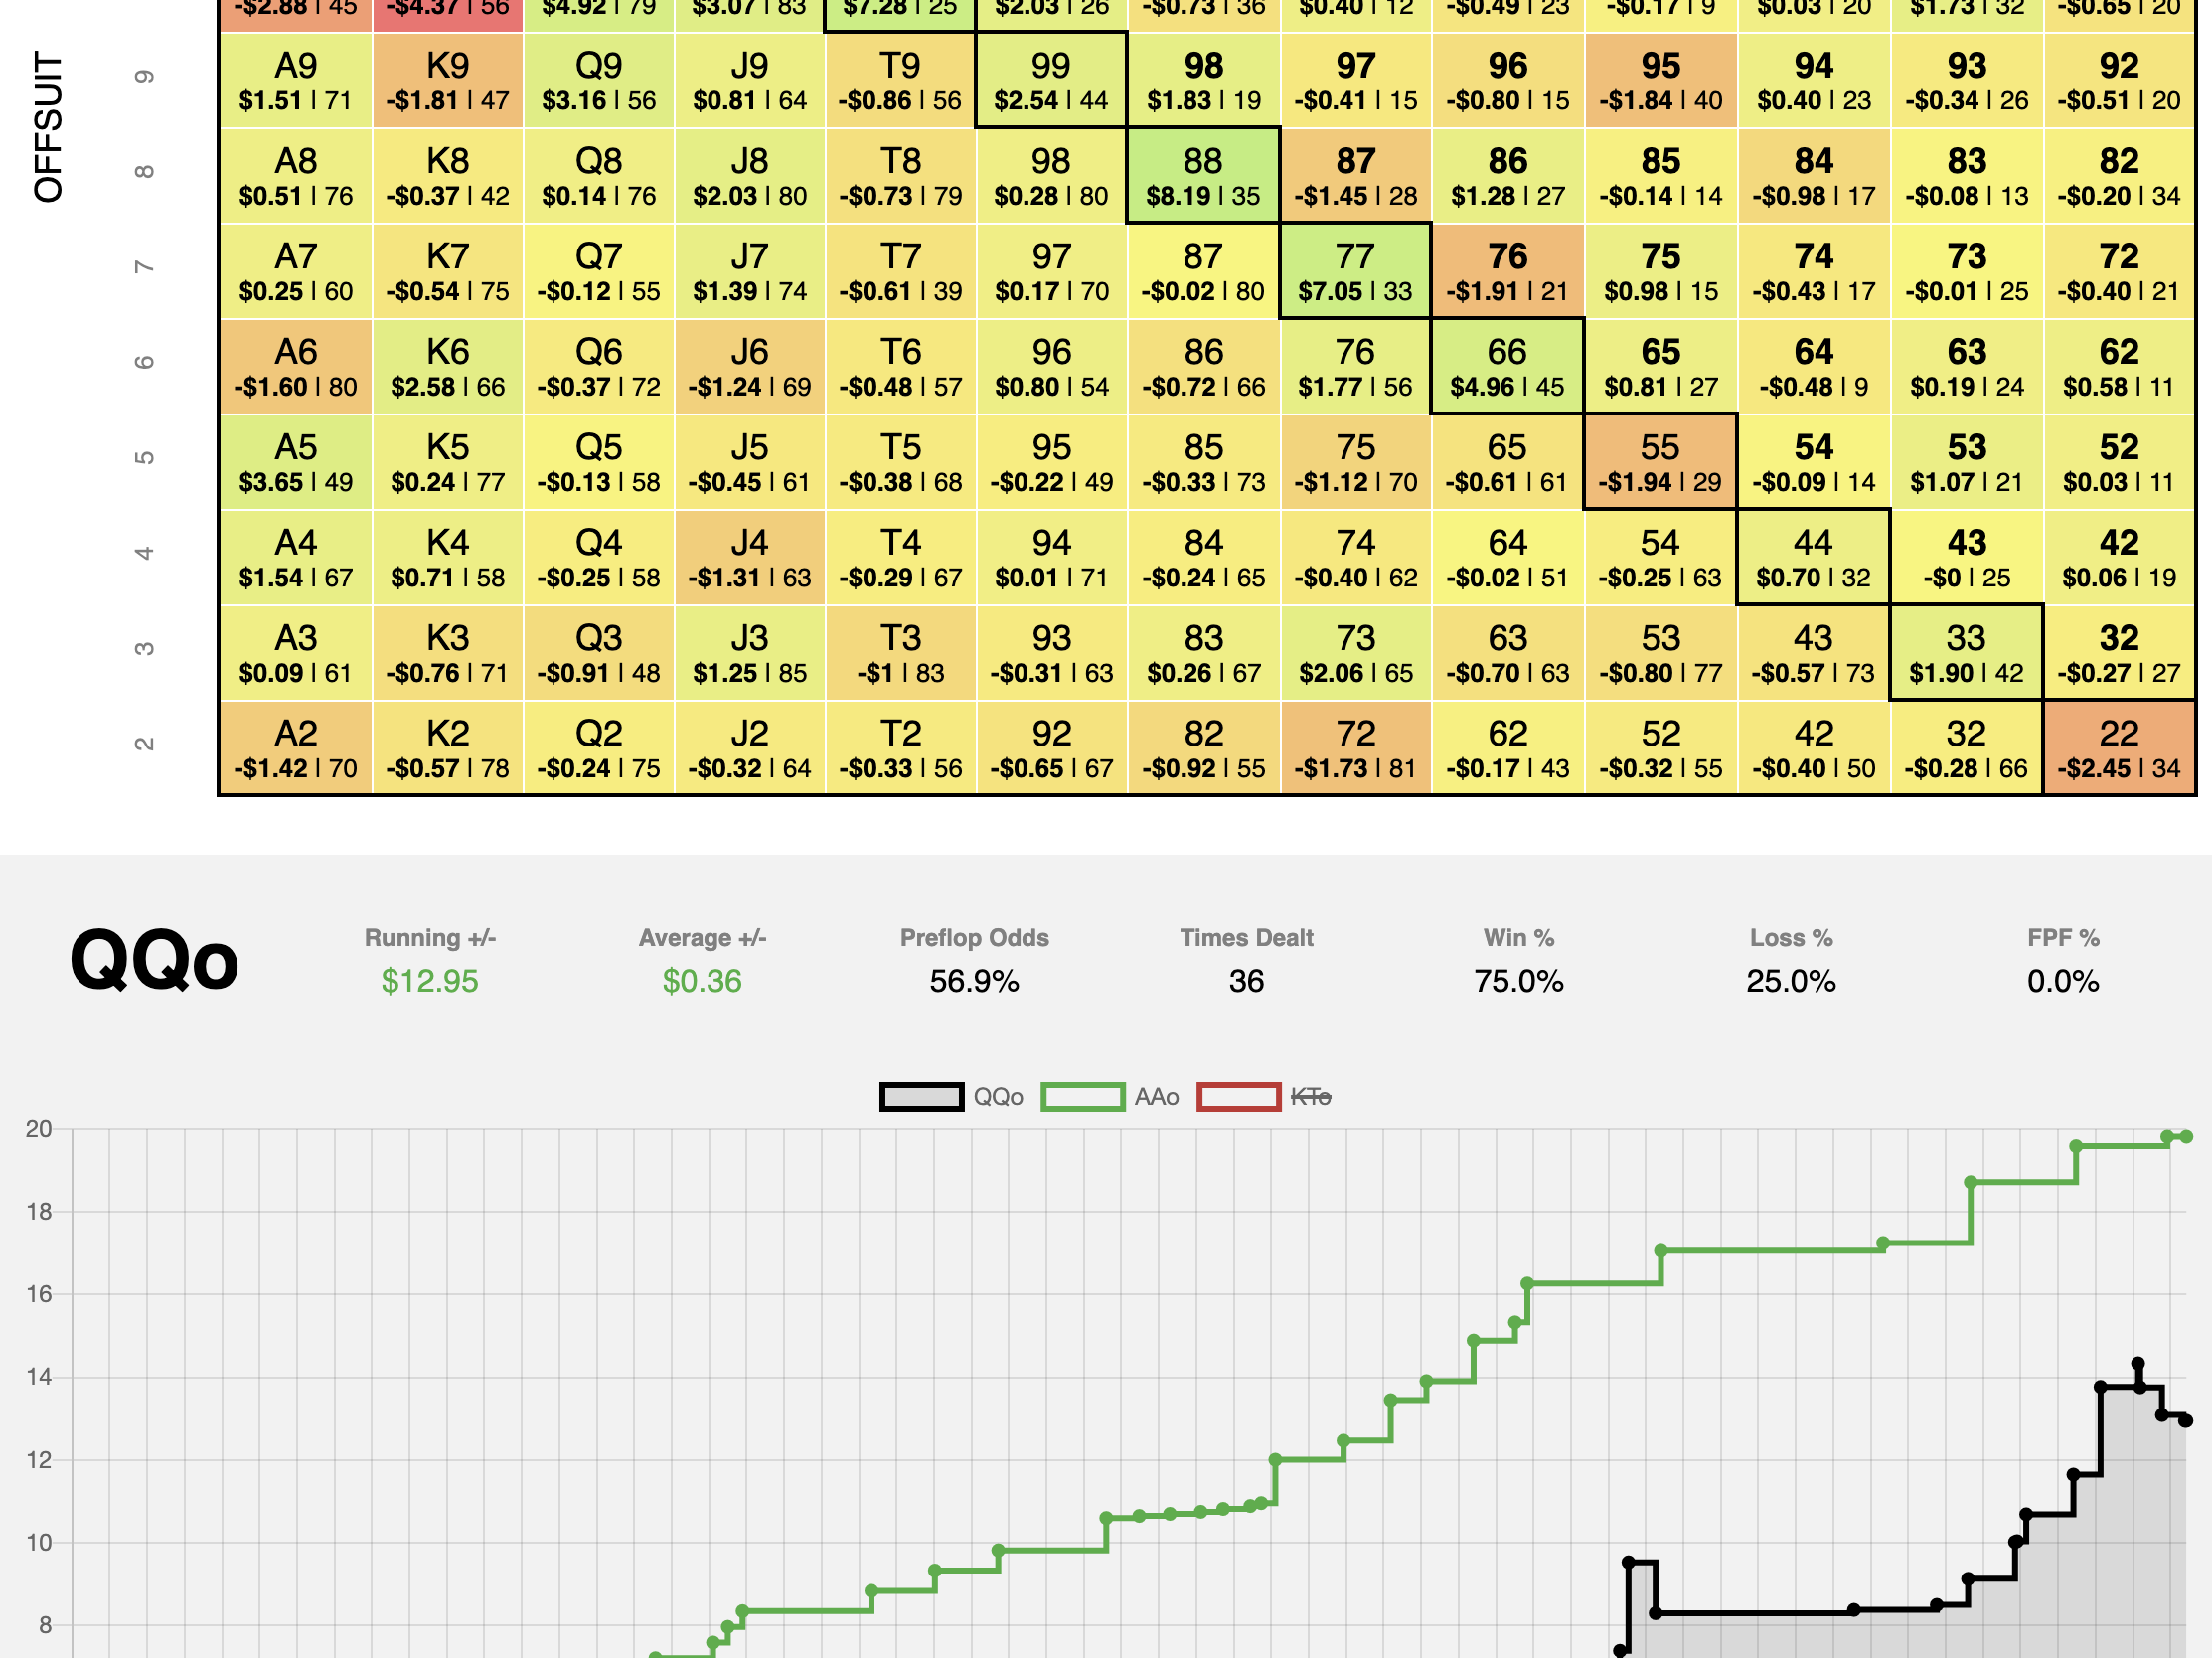 -$2.88 | 45 -$4.37 | 56 $4.92 | 79 $3.07 | 83 $7.28 | 25 $2.03 | 26 -$0.73 | 36 $0.40 | 12 -$0.49 | 23 -$0.17 | 9 $0.03 | 20 $1.73 | 32 -$0.65 | 20
OFFSUIT
9 A9 K9 Q9 J9 T9 99 98 97 96 95 94 93 92
$1.51 | 71 -$1.81 | 47 $3.16 | 56 $0.81 | 64 -$0.86 | 56 $2.54 | 44 $1.83 | 19 -$0.41 | 15 -$0.80 | 15 -$1.84 | 40 $0.40 | 23 -$0.34 | 26 -$0.51 | 20
8 A8 K8 Q8 J8 T8 98 88 87 86 85 84 83 82
$0.51 | 76 -$0.37 | 42 $0.14 | 76 $2.03 | 80 -$0.73 | 79 $0.28 | 80 $8.19 | 35 -$1.45 | 28 $1.28 | 27 -$0.14 | 14 -$0.98 | 17 -$0.08 | 13 -$0.20 | 34
7 A7 K7 Q7 J7 T7 97 87 77 76 75 74 73 72
$0.25 | 60 -$0.54 | 75 -$0.12 | 55 $1.39 | 74 -$0.61 | 39 $0.17 | 70 -$0.02 | 80 $7.05 | 33 -$1.91 | 21 $0.98 | 15 -$0.43 | 17 -$0.01 | 25 -$0.40 | 21
6 A6 K6 Q6 J6 T6 96 86 76 66 65 64 63 62
-$1.60 | 80 $2.58 | 66 -$0.37 | 72 -$1.24 | 69 -$0.48 | 57 $0.80 | 54 -$0.72 | 66 $1.77 | 56 $4.96 | 45 $0.81 | 27 -$0.48 | 9 $0.19 | 24 $0.58 | 11
5 A5 K5 Q5 J5 T5 95 85 75 65 55 54 53 52
$3.65 | 49 $0.24 | 77 -$0.13 | 58 -$0.45 | 61 -$0.38 | 68 -$0.22 | 49 -$0.33 | 73 -$1.12 | 70 -$0.61 | 61 -$1.94 | 29 -$0.09 | 14 $1.07 | 21 $0.03 | 11
4 A4 K4 Q4 J4 T4 94 84 74 64 54 44 43 42
$1.54 | 67 $0.71 | 58 -$0.25 | 58 -$1.31 | 63 -$0.29 | 67 $0.01 | 71 -$0.24 | 65 -$0.40 | 62 -$0.02 | 51 -$0.25 | 63 $0.70 | 32 -$0 | 25 $0.06 | 19
3 A3 K3 Q3 J3 T3 93 83 73 63 53 43 33 32
$0.09 | 61 -$0.76 | 71 -$0.91 | 48 $1.25 | 85 -$1 | 83 -$0.31 | 63 $0.26 | 67 $2.06 | 65 -$0.70 | 63 -$0.80 | 77 -$0.57 | 73 $1.90 | 42 -$0.27 | 27
2 A2 K2 Q2 J2 T2 92 82 72 62 52 42 32 22
-$1.42 | 70 -$0.57 | 78 -$0.24 | 75 -$0.32 | 64 -$0.33 | 56 -$0.65 | 67 -$0.92 | 55 -$1.73 | 81 -$0.17 | 43 -$0.32 | 55 -$0.40 | 50 -$0.28 | 66 -$2.45 | 34
QQo
Running +/- Average +/- Preflop Odds Times Dealt Win % Loss % FPF %
$12.95 $0.36 56.9% 36 75.0% 25.0% 0.0%
QQo AAo KTo
20
18
16
14
12
10
8